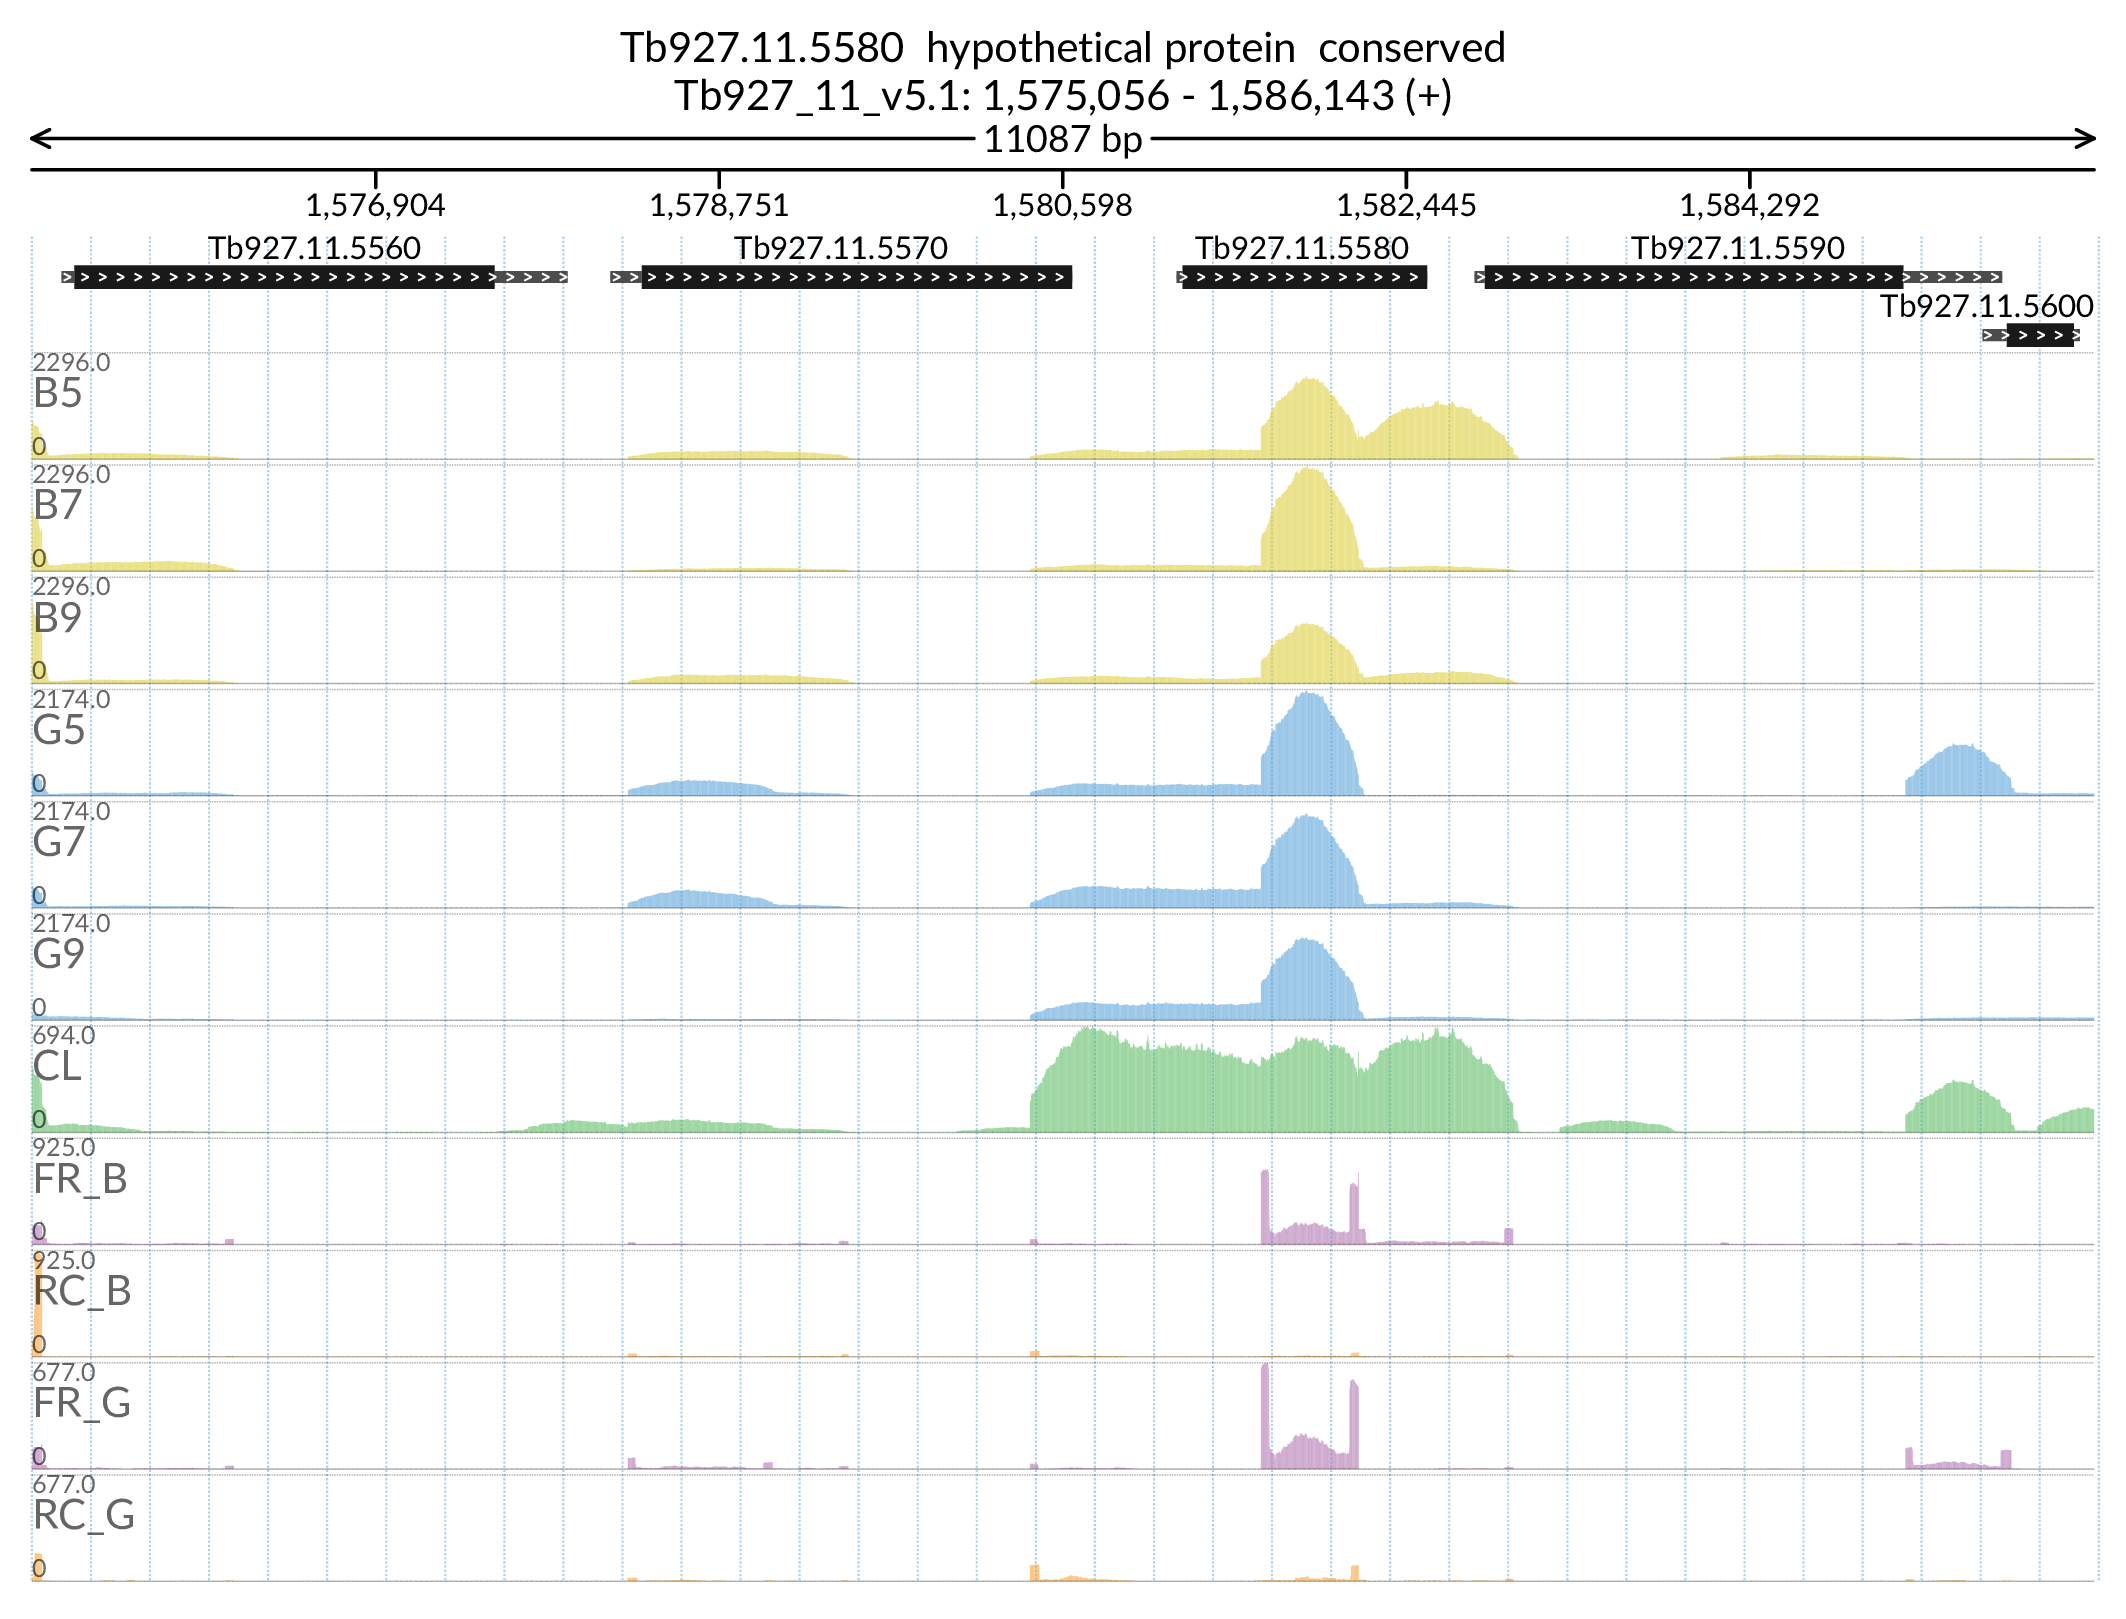 Tb927.11.5580  hypothetical protein  conserved
Tb927_11_v5.1: 1,575,056 - 1,586,143 (+)
11087 bp
1,576,904 1,578,751 1,580,598 1,582,445 1,584,292
Tb927.11.5560 Tb927.11.5570 Tb927.11.5580 Tb927.11.5590
Tb927.11.5600
2296.0
B5
0
2296.0
B7
0
2296.0
B9
0
2174.0
G5
0
2174.0
G7
0
2174.0
G9
0
694.0
CL
0
925.0
FR_B
0
925.0
RC_B
0
677.0
FR_G
0
677.0
RC_G
0